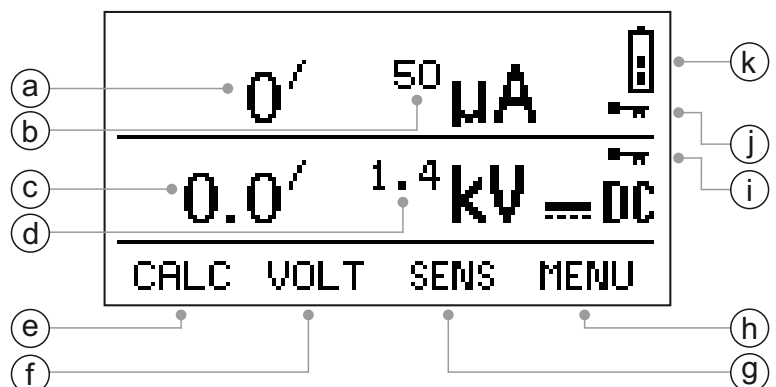 a
b
c
d
e
f
0′ 50 µA
0.0′ 1.4 kV DC
CALC VOLT SENS MENU
k
j
i
h
g